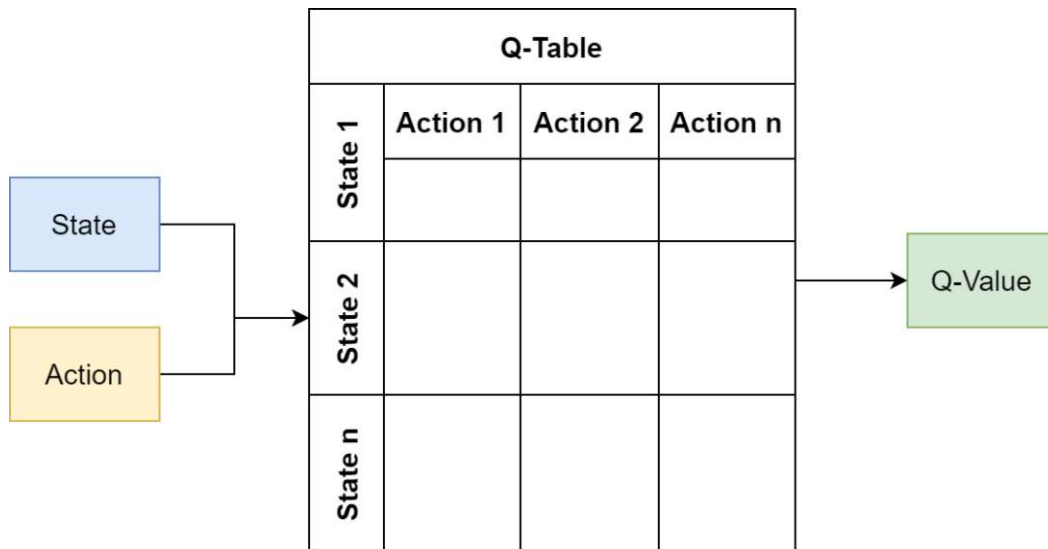 Q-Table
Action 1 Action 2 Action n
State 1
State
State 2
Q-Value
Action
State n